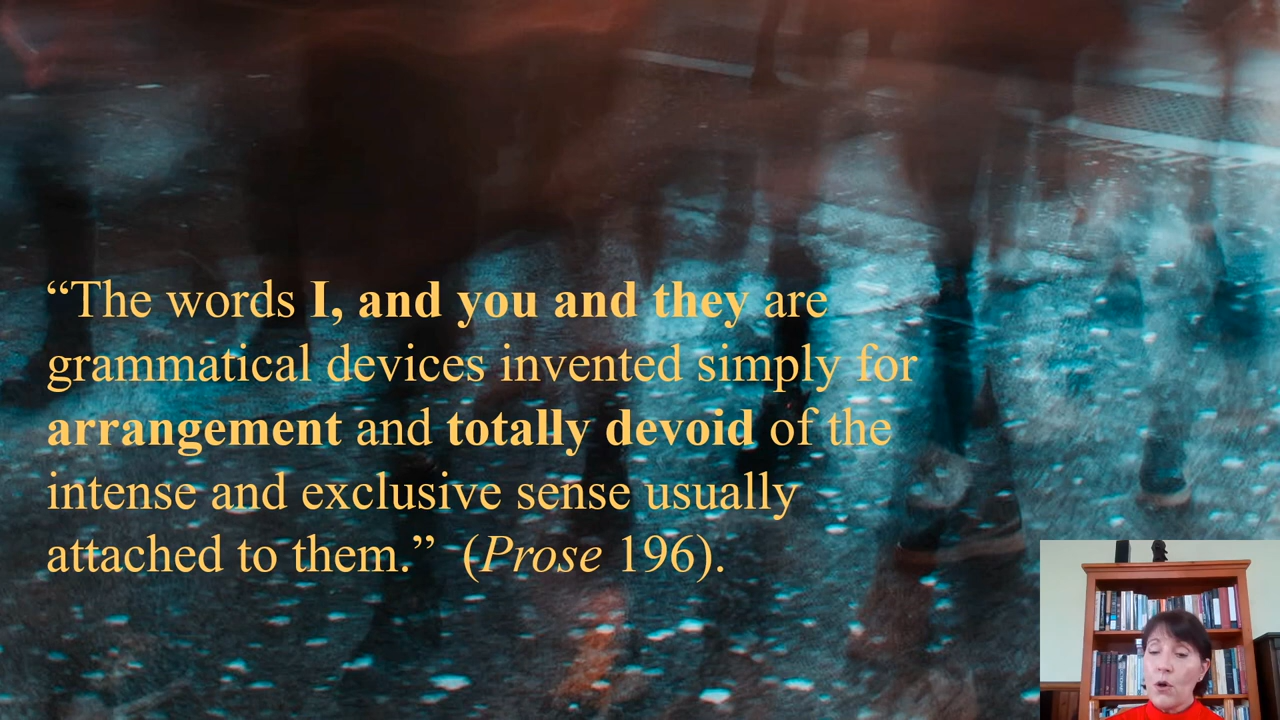 “The words I, and you and they are
grammatical devices invented simply for
arrangement and totally devoid of the
intense and exclusive sense usually
attached to them.”  (Prose 196).